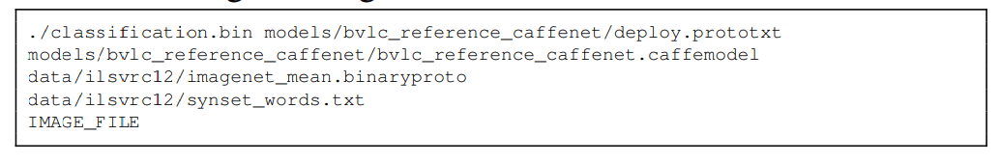 ./classification.bin models/bvlc_reference_caffenet/deploy.prototxt
models/bvlc_reference_caffenet/bvlc_reference_caffenet.caffemodel
data/ilsvrc12/imagenet_mean.binaryproto
data/ilsvrc12/synset_words.txt
IMAGE_FILE